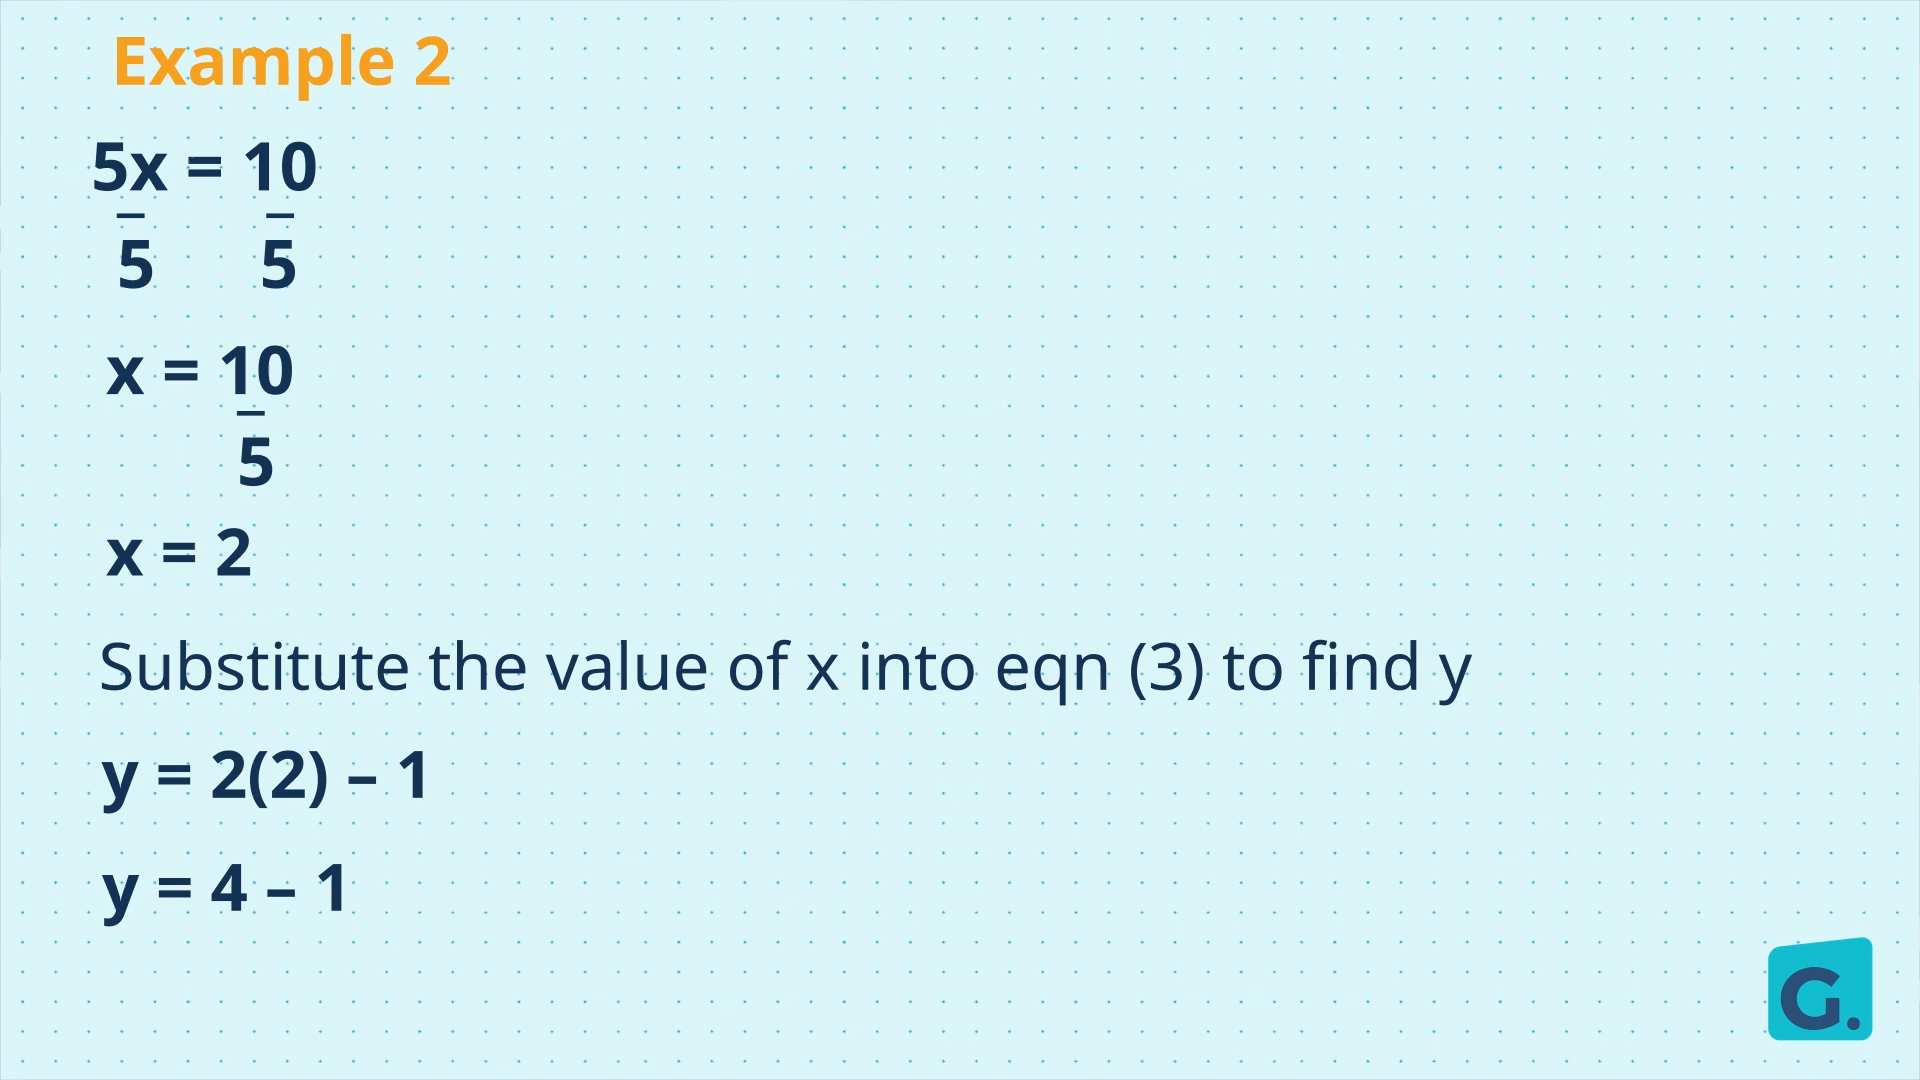 Example 2
5x = 10
5 5
x = 10
5
x = 2
Substitute the value of x into eqn (3) to find y
y = 2(2) – 1
y = 4 – 1
G.